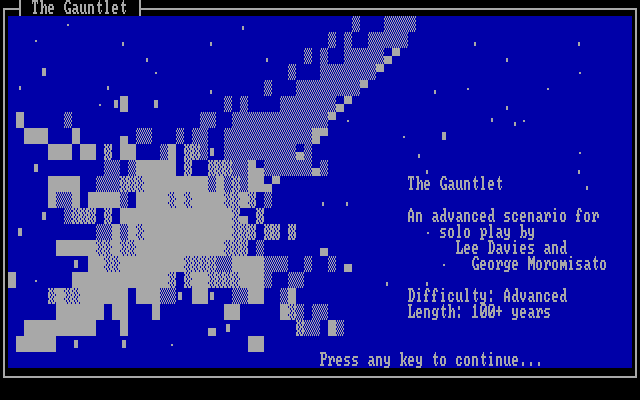 The Gauntlet
The Gauntlet
An advanced scenario for
solo play by
Lee Davies and
George Moromisato
Difficulty: Advanced
Length: 100+ years
Press any key to continue...